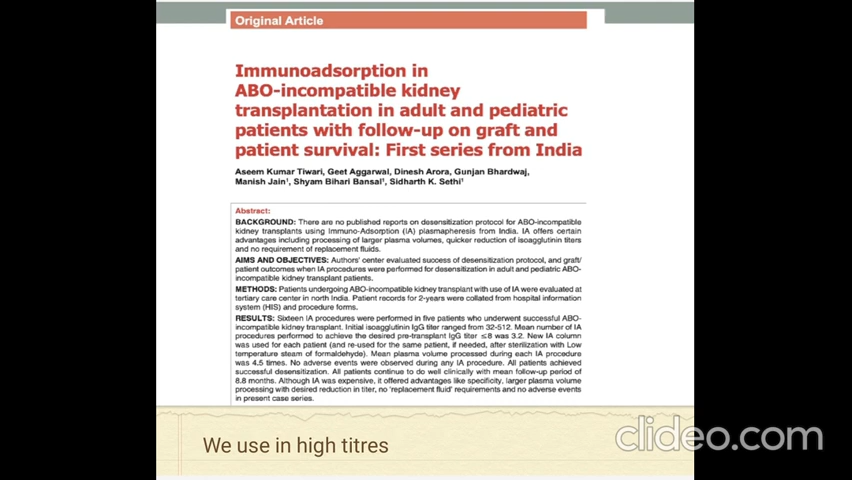 Original Article
Immunoadsorption in
ABO-incompatible kidney
transplantation in adult and pediatric
patients with follow-up on graft and
patient survival: First series from India
Aseem Kumar Tiwari, Geet Aggarwal, Dinesh Arora, Gunjan Bhardwaj,
Manish Jain¹, Shyam Bihari Bansal¹, Sidharth K. Sethi¹
Abstract:
BACKGROUND: There are no published reports on desensitization protocol for ABO-incompatible
kidney transplants using Immuno-Adsorption (IA) plasmapheresis from India. IA offers certain
advantages including processing of larger plasma volumes, quicker reduction of isoagglutinin titers
and no requirement of replacement fluids.
AIMS AND OBJECTIVES: Authors' center evaluated success of desensitization protocol, and graft/
patient outcomes when IA procedures were performed for desensitization in adult and pediatric ABO-
incompatible kidney transplant patients.
METHODS: Patients undergoing ABO-incompatible kidney transplant with use of IA were evaluated at
tertiary care center in north India. Patient records for 2-years were collated from hospital information
system (HIS) and procedure forms.
RESULTS: Sixteen IA procedures were performed in five patients who underwent successful ABO-
incompatible kidney transplant. Initial isoagglutinin IgG titer ranged from 32-512. Mean number of IA
procedures performed to achieve the desired pre-transplant IgG titer ≤8 was 3.2. New IA column
was used for each patient (and re-used for the same patient, if needed, after sterilization with Low
temperature steam of formaldehyde). Mean plasma volume processed during each IA procedure
was 4.5 times. No adverse events were observed during any IA procedure. All patients achieved
successful desensitization. All patients continue to do well clinically with mean follow-up period of
8.8 months. Although IA was expensive, it offered advantages like specificity, larger plasma volume
processing with desired reduction in titer, no 'replacement fluid' requirements and no adverse events
in present case series.
We use in high titres
clideo.com